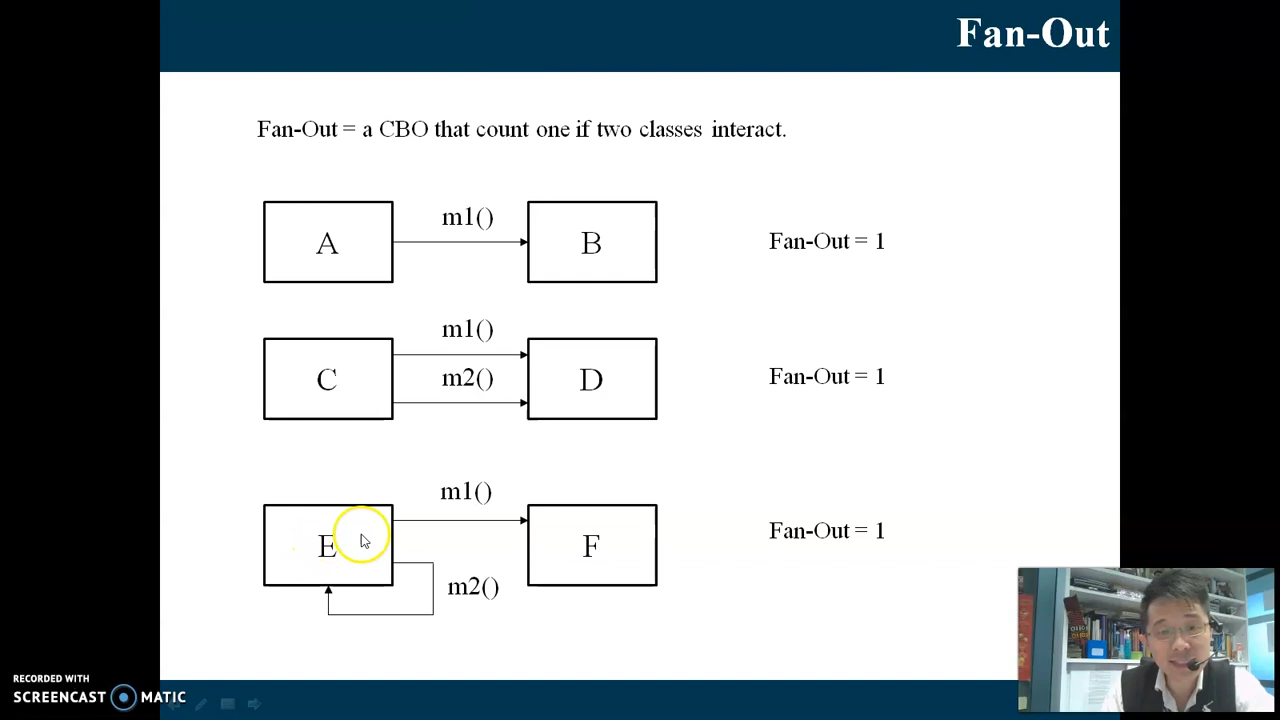 Fan-Out
Fan-Out = a CBO that count one if two classes interact.
m1()
A
B
Fan-Out = 1
m1()
C
m2()
D
Fan-Out = 1
m1()
E
F
Fan-Out = 1
m2()
RECORDED WITH
SCREENCAST MATIC